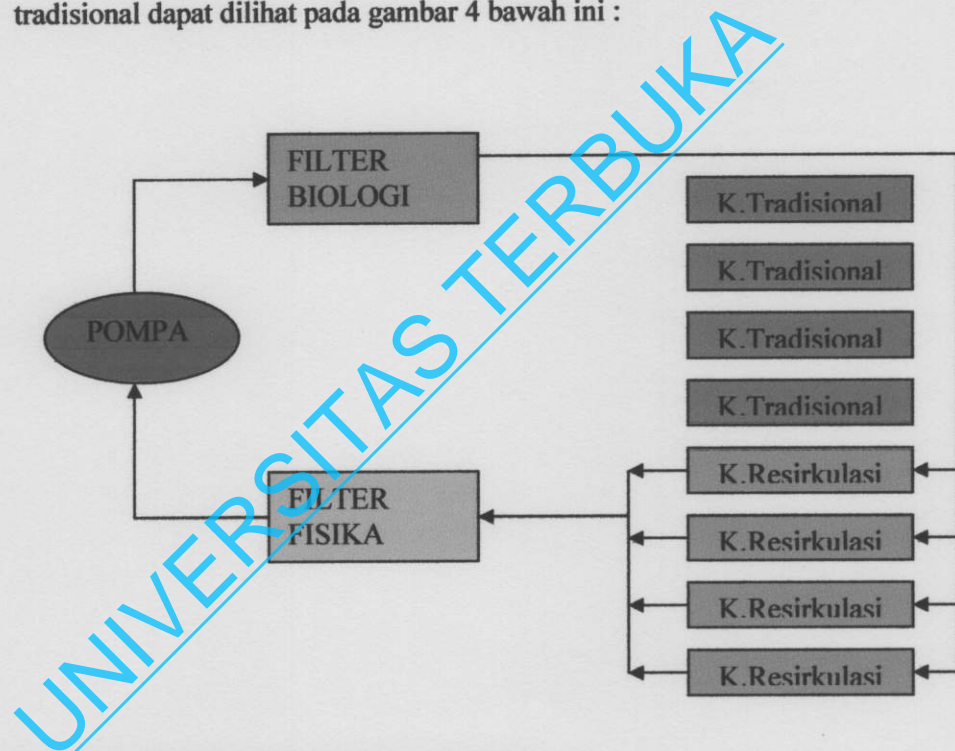 tradisional dapat dilihat pada gambar 4 bawah ini :
FILTER
BIOLOGI
K.Tradisional
K.Tradisional
POMPA
K.Tradisional
K.Tradisional
K.Resirkulasi
FILTER
FISIKA
K.Resirkulasi
K.Resirkulasi
K.Resirkulasi
UNIVERSITAS TERBUKA